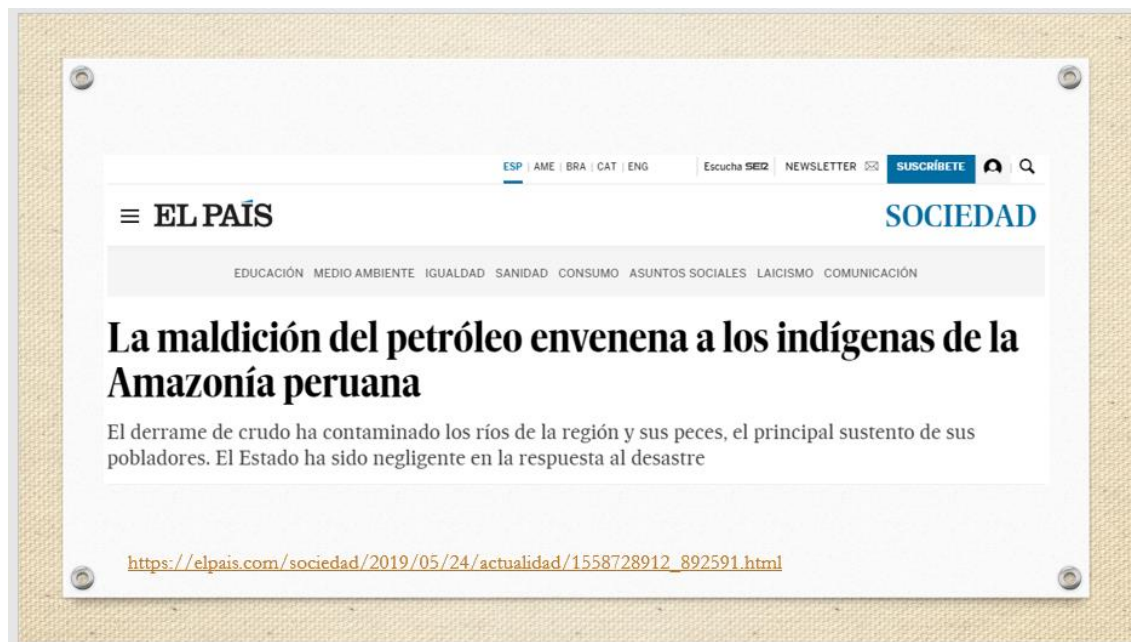 ESP | AME | BRA | CAT | ENG Escucha SER NEWSLETTER SUSCRÍBETE
EL PAÍS SOCIEDAD
EDUCACIÓN MEDIO AMBIENTE IGUALDAD SANIDAD CONSUMO ASUNTOS SOCIALES LAICISMO COMUNICACIÓN
La maldición del petróleo envenena a los indígenas de la
Amazonía peruana
El derrame de crudo ha contaminado los ríos de la región y sus peces, el principal sustento de sus
pobladores. El Estado ha sido negligente en la respuesta al desastre
https://elpais.com/sociedad/2019/05/24/actualidad/1558728912_892591.html